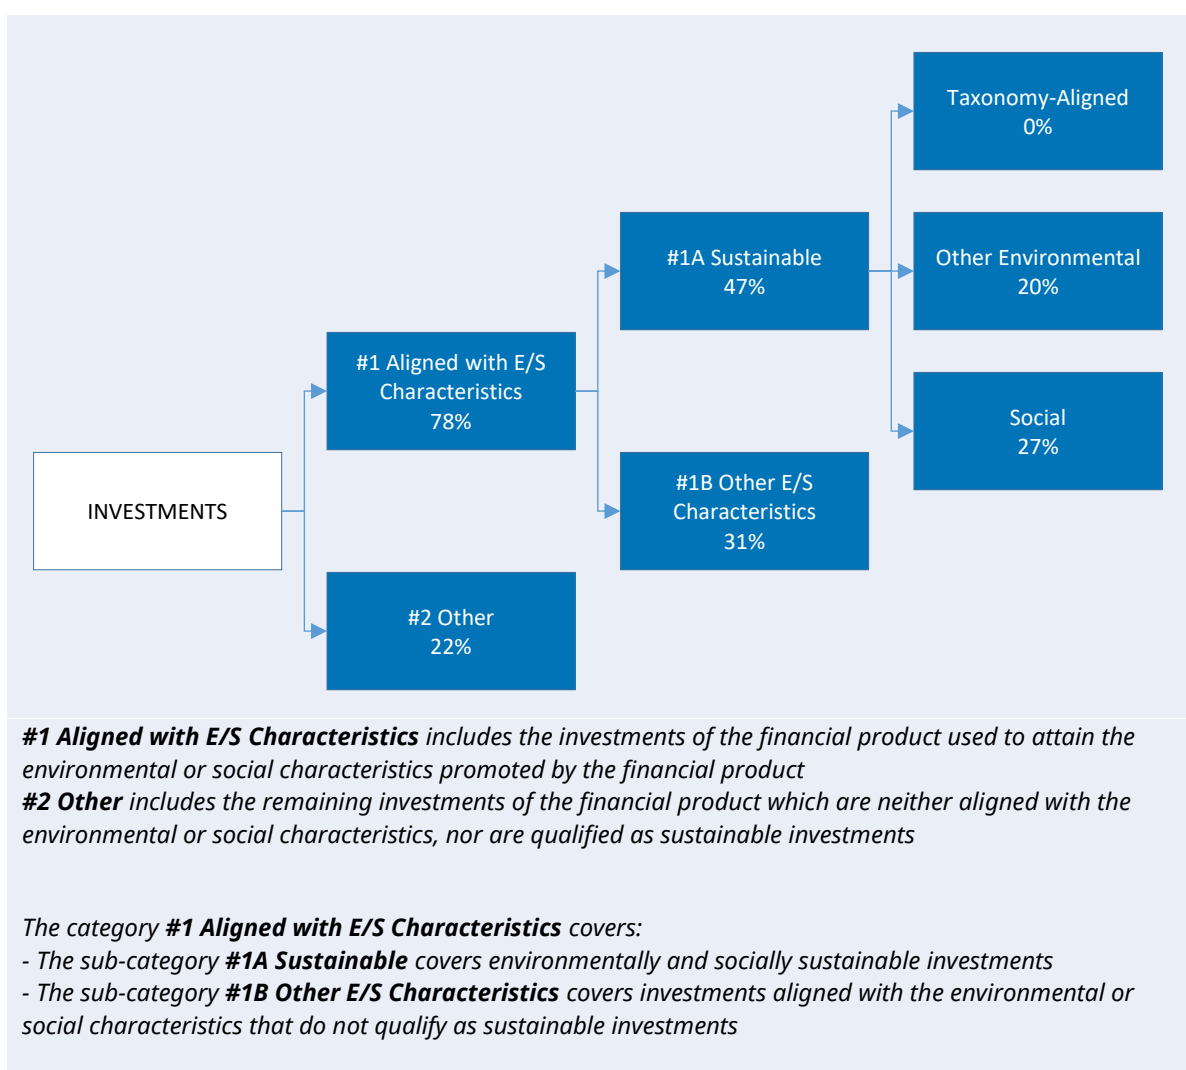 Taxonomy-Aligned
0%
#1A Sustainable
47%
Other Environmental
20%
#1 Aligned with E/S
Characteristics
78%
Social
27%
INVESTMENTS
#1B Other E/S
Characteristics
31%
#2 Other
22%
#1 Aligned with E/S Characteristics includes the investments of the financial product used to attain the
environmental or social characteristics promoted by the financial product
#2 Other includes the remaining investments of the financial product which are neither aligned with the
environmental or social characteristics, nor are qualified as sustainable investments
The category #1 Aligned with E/S Characteristics covers:
- The sub-category #1A Sustainable covers environmentally and socially sustainable investments
- The sub-category #1B Other E/S Characteristics covers investments aligned with the environmental or
social characteristics that do not qualify as sustainable investments